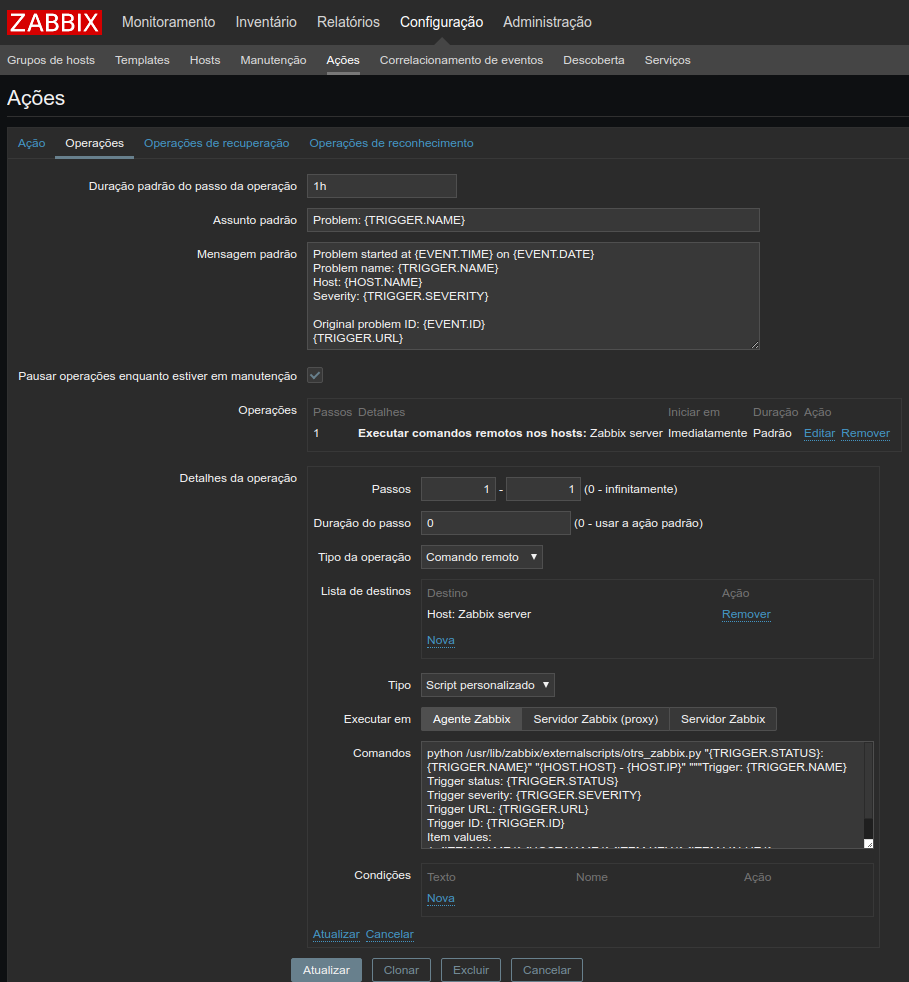 ZABBIX Monitoramento Inventário Relatórios Configuração Administração
Grupos de hosts Templates Hosts Manutenção Ações Correlacionamento de eventos Descoberta Serviços
Ações
Ação Operações Operações de recuperação Operações de reconhecimento
Duração padrão do passo da operação 1h
Assunto padrão Problem: {TRIGGER.NAME}
Mensagem padrão Problem started at {EVENT.TIME} on {EVENT.DATE}
Problem name: {TRIGGER.NAME}
Host: {HOST.NAME}
Severity: {TRIGGER.SEVERITY}
Original problem ID: {EVENT.ID}
{TRIGGER.URL}
Pausar operações enquanto estiver em manutenção
Operações Passos Detalhes Iniciar em Duração Ação
1 Executar comandos remotos nos hosts: Zabbix server Imediatamente Padrão Editar Remover
Detalhes da operação
Passos 1 - 1 (0 - infinitamente)
Duração do passo 0 (0 - usar a ação padrão)
Tipo da operação Comando remoto
Lista de destinos Destino Ação
Host: Zabbix server Remover
Nova
Tipo Script personalizado
Executar em Agente Zabbix Servidor Zabbix (proxy) Servidor Zabbix
Comandos python /usr/lib/zabbix/externalscripts/otrs_zabbix.py "{TRIGGER.STATUS}:
{TRIGGER.NAME}" "{HOST.HOST} - {HOST.IP}" """Trigger: {TRIGGER.NAME}
Trigger status: {TRIGGER.STATUS}
Trigger severity: {TRIGGER.SEVERITY}
Trigger URL: {TRIGGER.URL}
Trigger ID: {TRIGGER.ID}
Item values:
Condições Texto Nome Ação
Nova
Atualizar Cancelar
Atualizar Clonar Excluir Cancelar